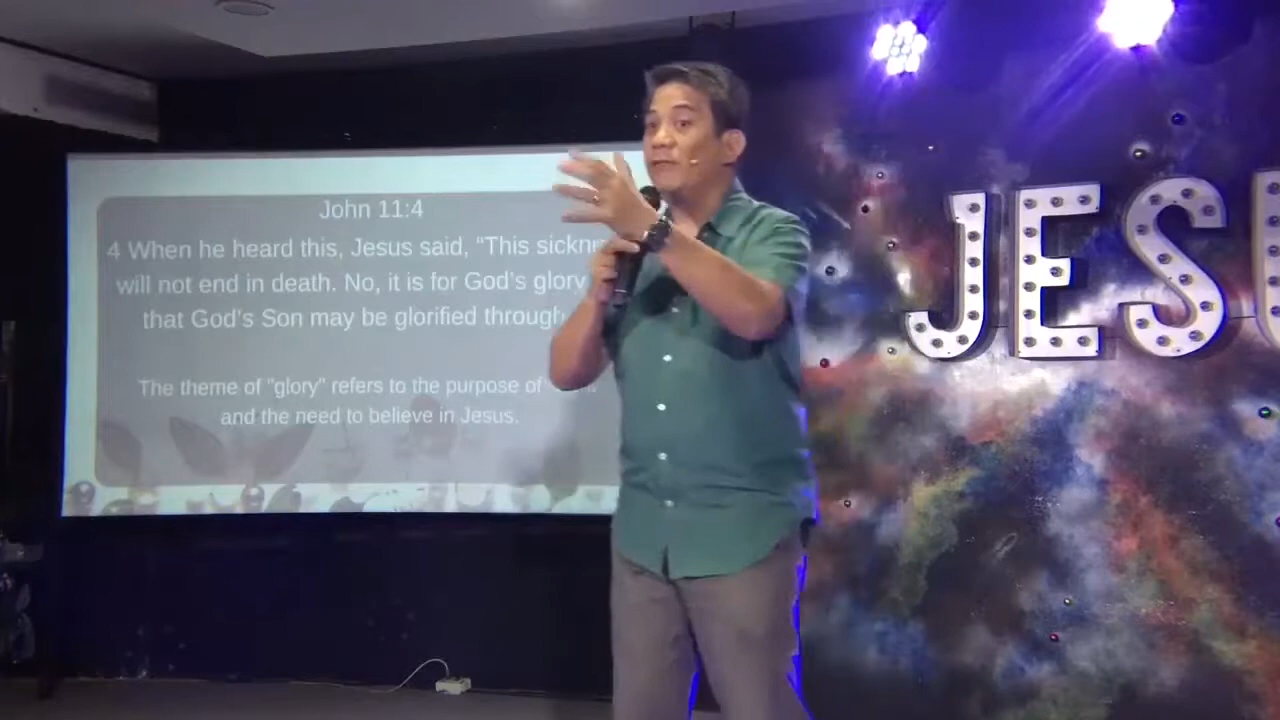 John 11:4
4 When he heard this, Jesus said, “This
will not end in death. No, it is for God's glory
that God's Son may be glorified through
The theme of "glory" refers to the purpose of
and the need to believe in Jesus.
JES